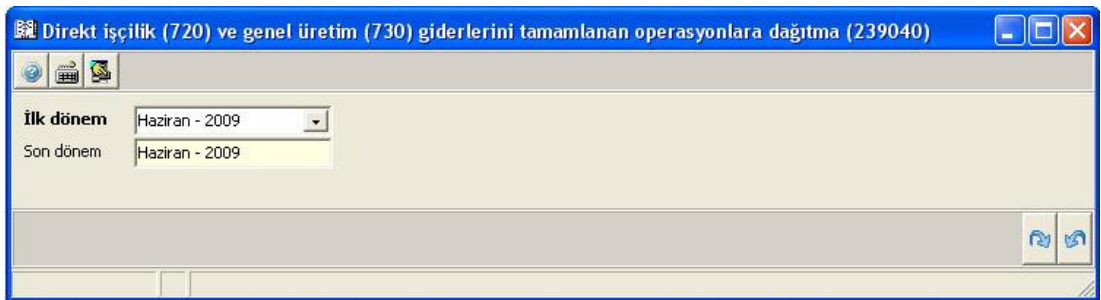 Direkt işçilik (720) ve genel üretim (730) giderlerini tamamlanan operasyonlara dağıtma (239040)
İlk dönem Haziran - 2009
Son dönem Haziran - 2009